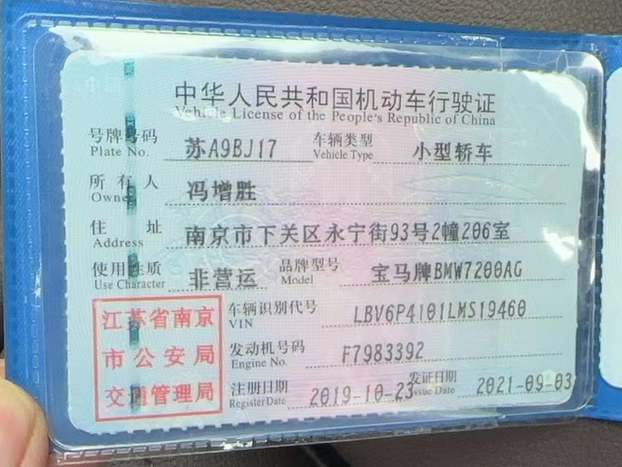 中华人民共和国机动车行驶证
Vehicle License of the People's Republic of China
号牌号码 苏A9BJ17 车辆类型 小型轿车
Plate No. Vehicle Type
所有人 冯增胜
Owner
住址 南京市下关区永宁街93号2幢206室
Address
使用性质 非营运 品牌型号 宝马牌BMW7200AG
Use Character Model
江苏省南京
市公安局
交通管理局
车辆识别代号 LBV6P4101LMS19460
VIN
发动机号码 F7983392
Engine No.
注册日期 2019-10-23 发证日期 2021-09-03
Register Date Issue Date